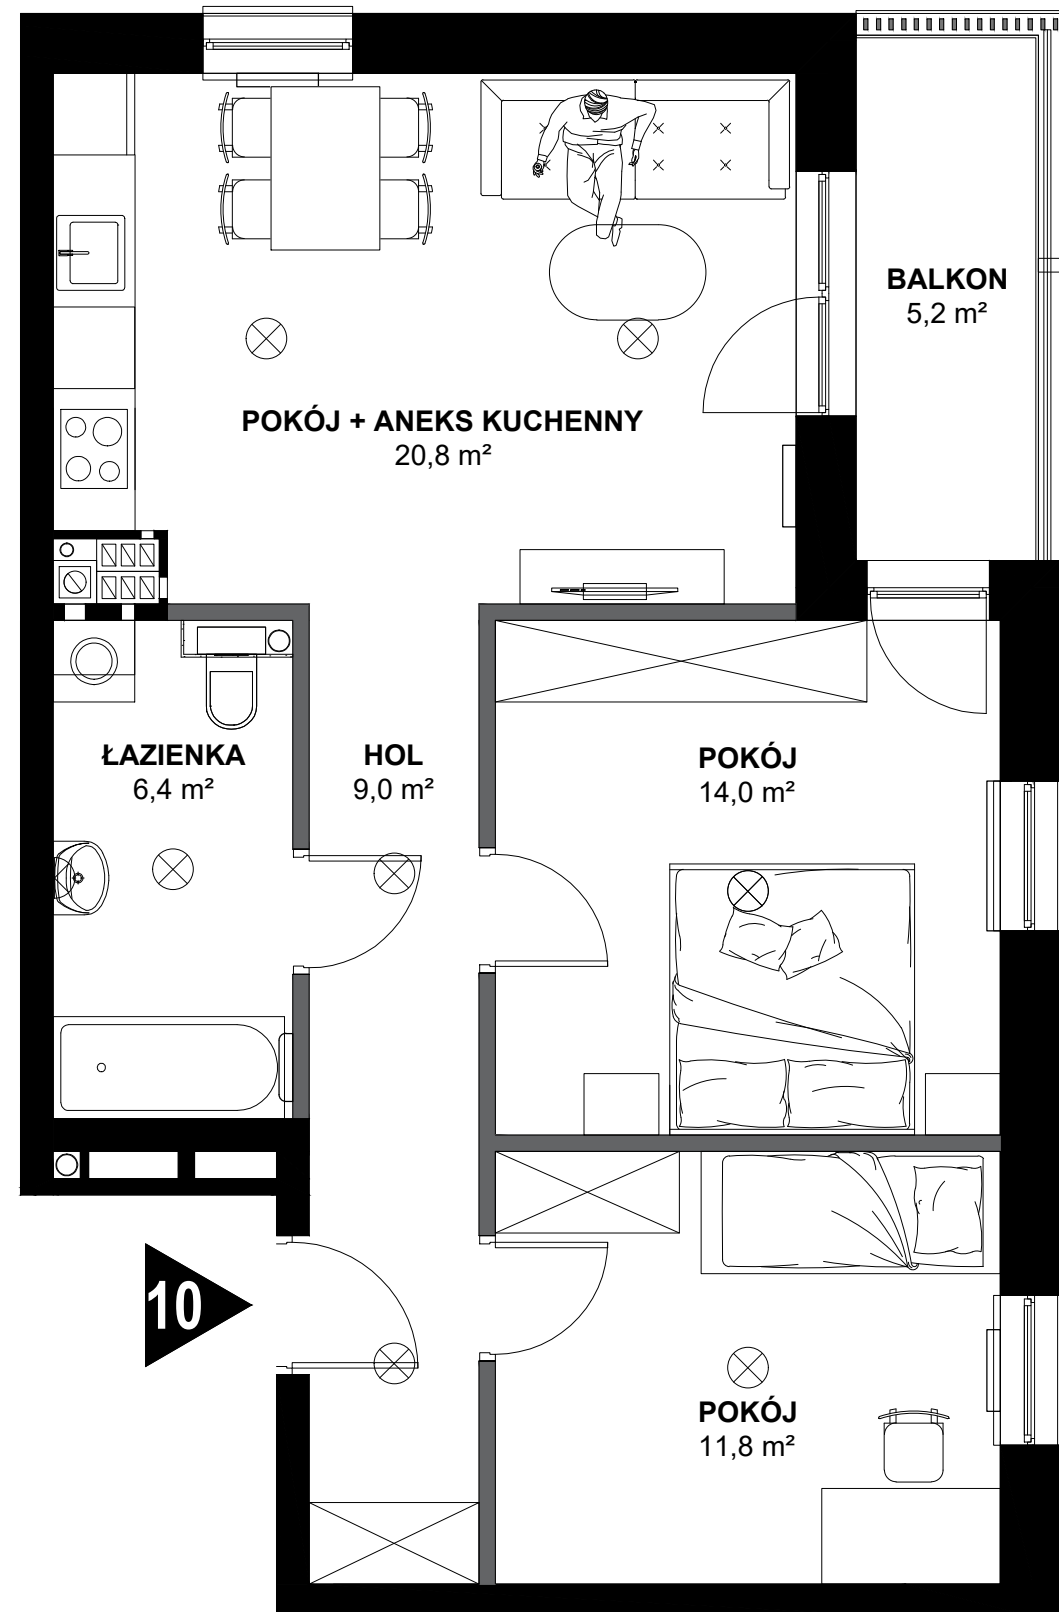 BALKON
5,2 m²
POKÓJ + ANEKS KUCHENNY
20,8 m²
ŁAZIENKA
6,4 m²
HOL
9,0 m²
POKÓJ
14,0 m²
10
POKÓJ
11,8 m²